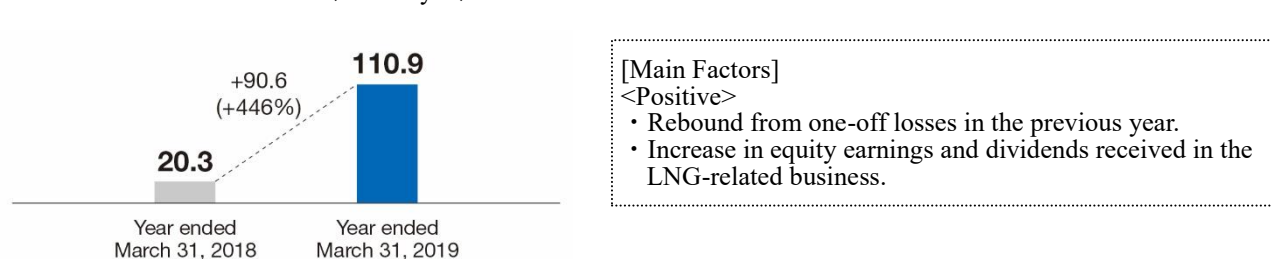 110.9
+90.6
(+446%)
20.3
Year ended
March 31, 2018
Year ended
March 31, 2019
[Main Factors]
<Positive>
・Rebound from one-off losses in the previous year.
・Increase in equity earnings and dividends received in the
LNG-related business.